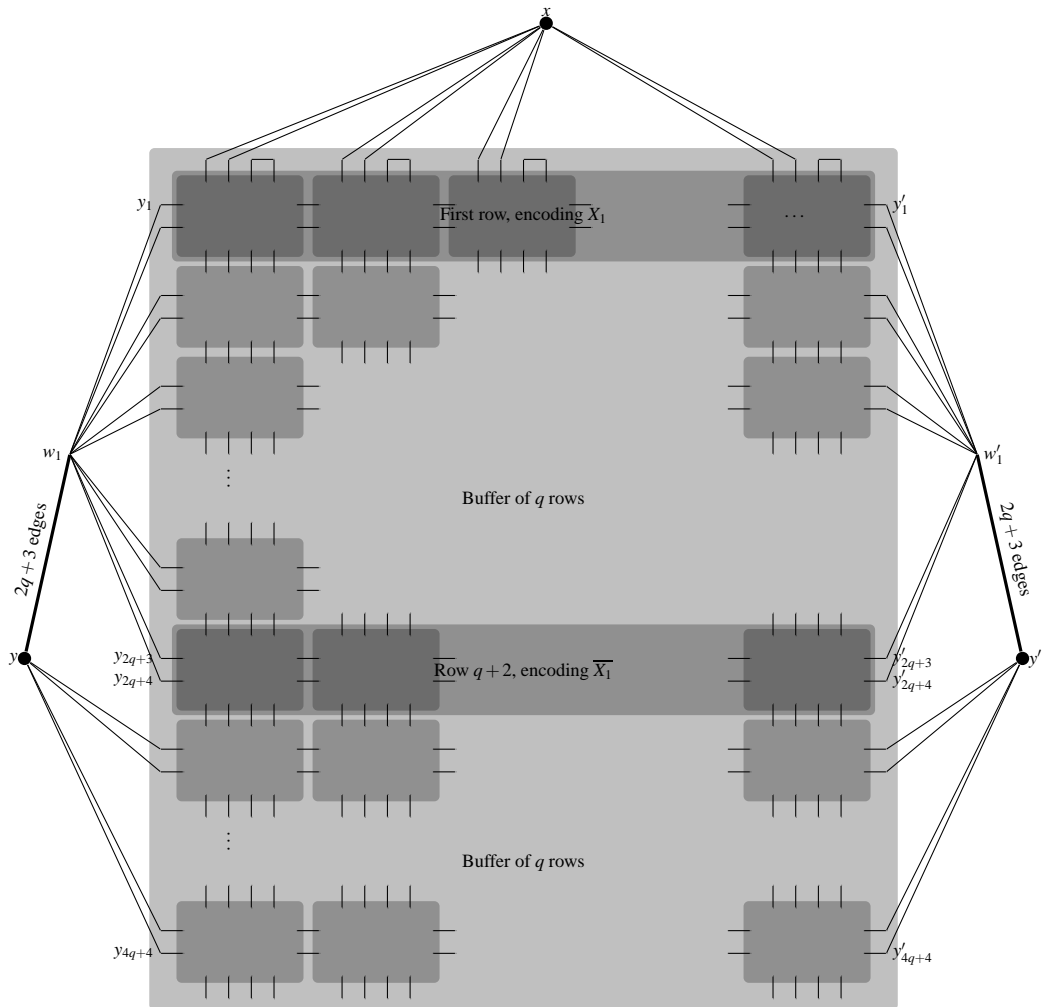 x
y₁
First row, encoding X₁
…
y′₁
w₁
w′₁
⋮
Buffer of q rows
2q+3 edges
2q+3 edges
y
y₂q₊₃
y₂q₊₄
Row q+2, encoding X̅₁
y′₂q₊₃
y′₂q₊₄
y′
⋮
Buffer of q rows
y₄q₊₄
y′₄q₊₄